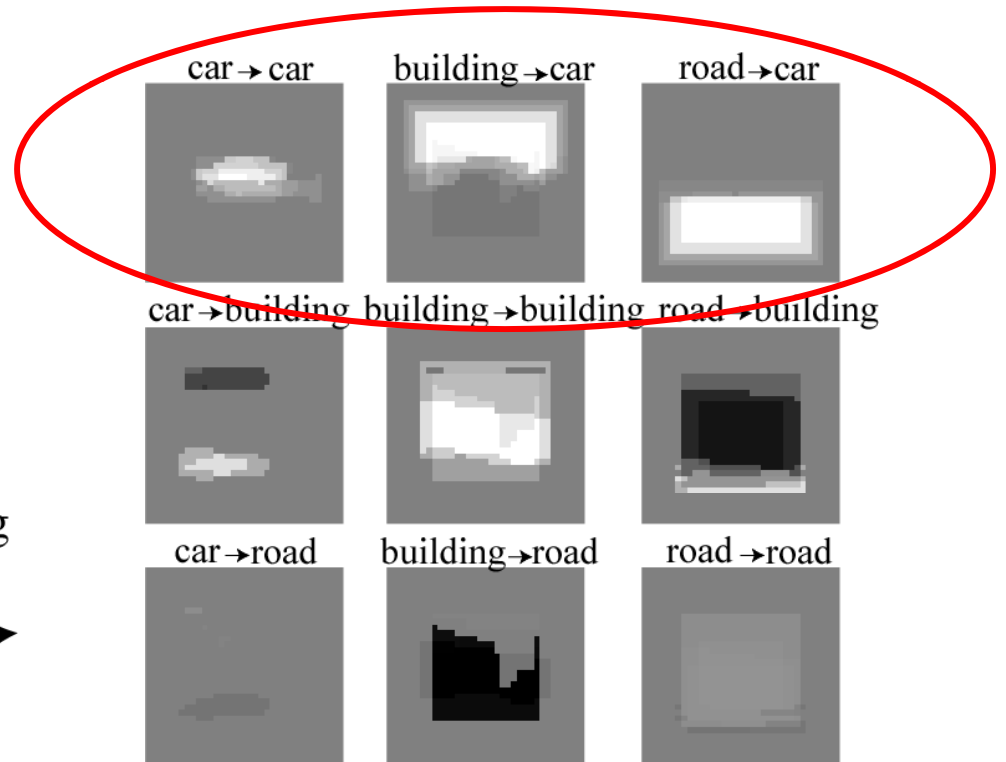 car → car building → car road → car
car → building building → building road → building
g
car → road building → road road → road